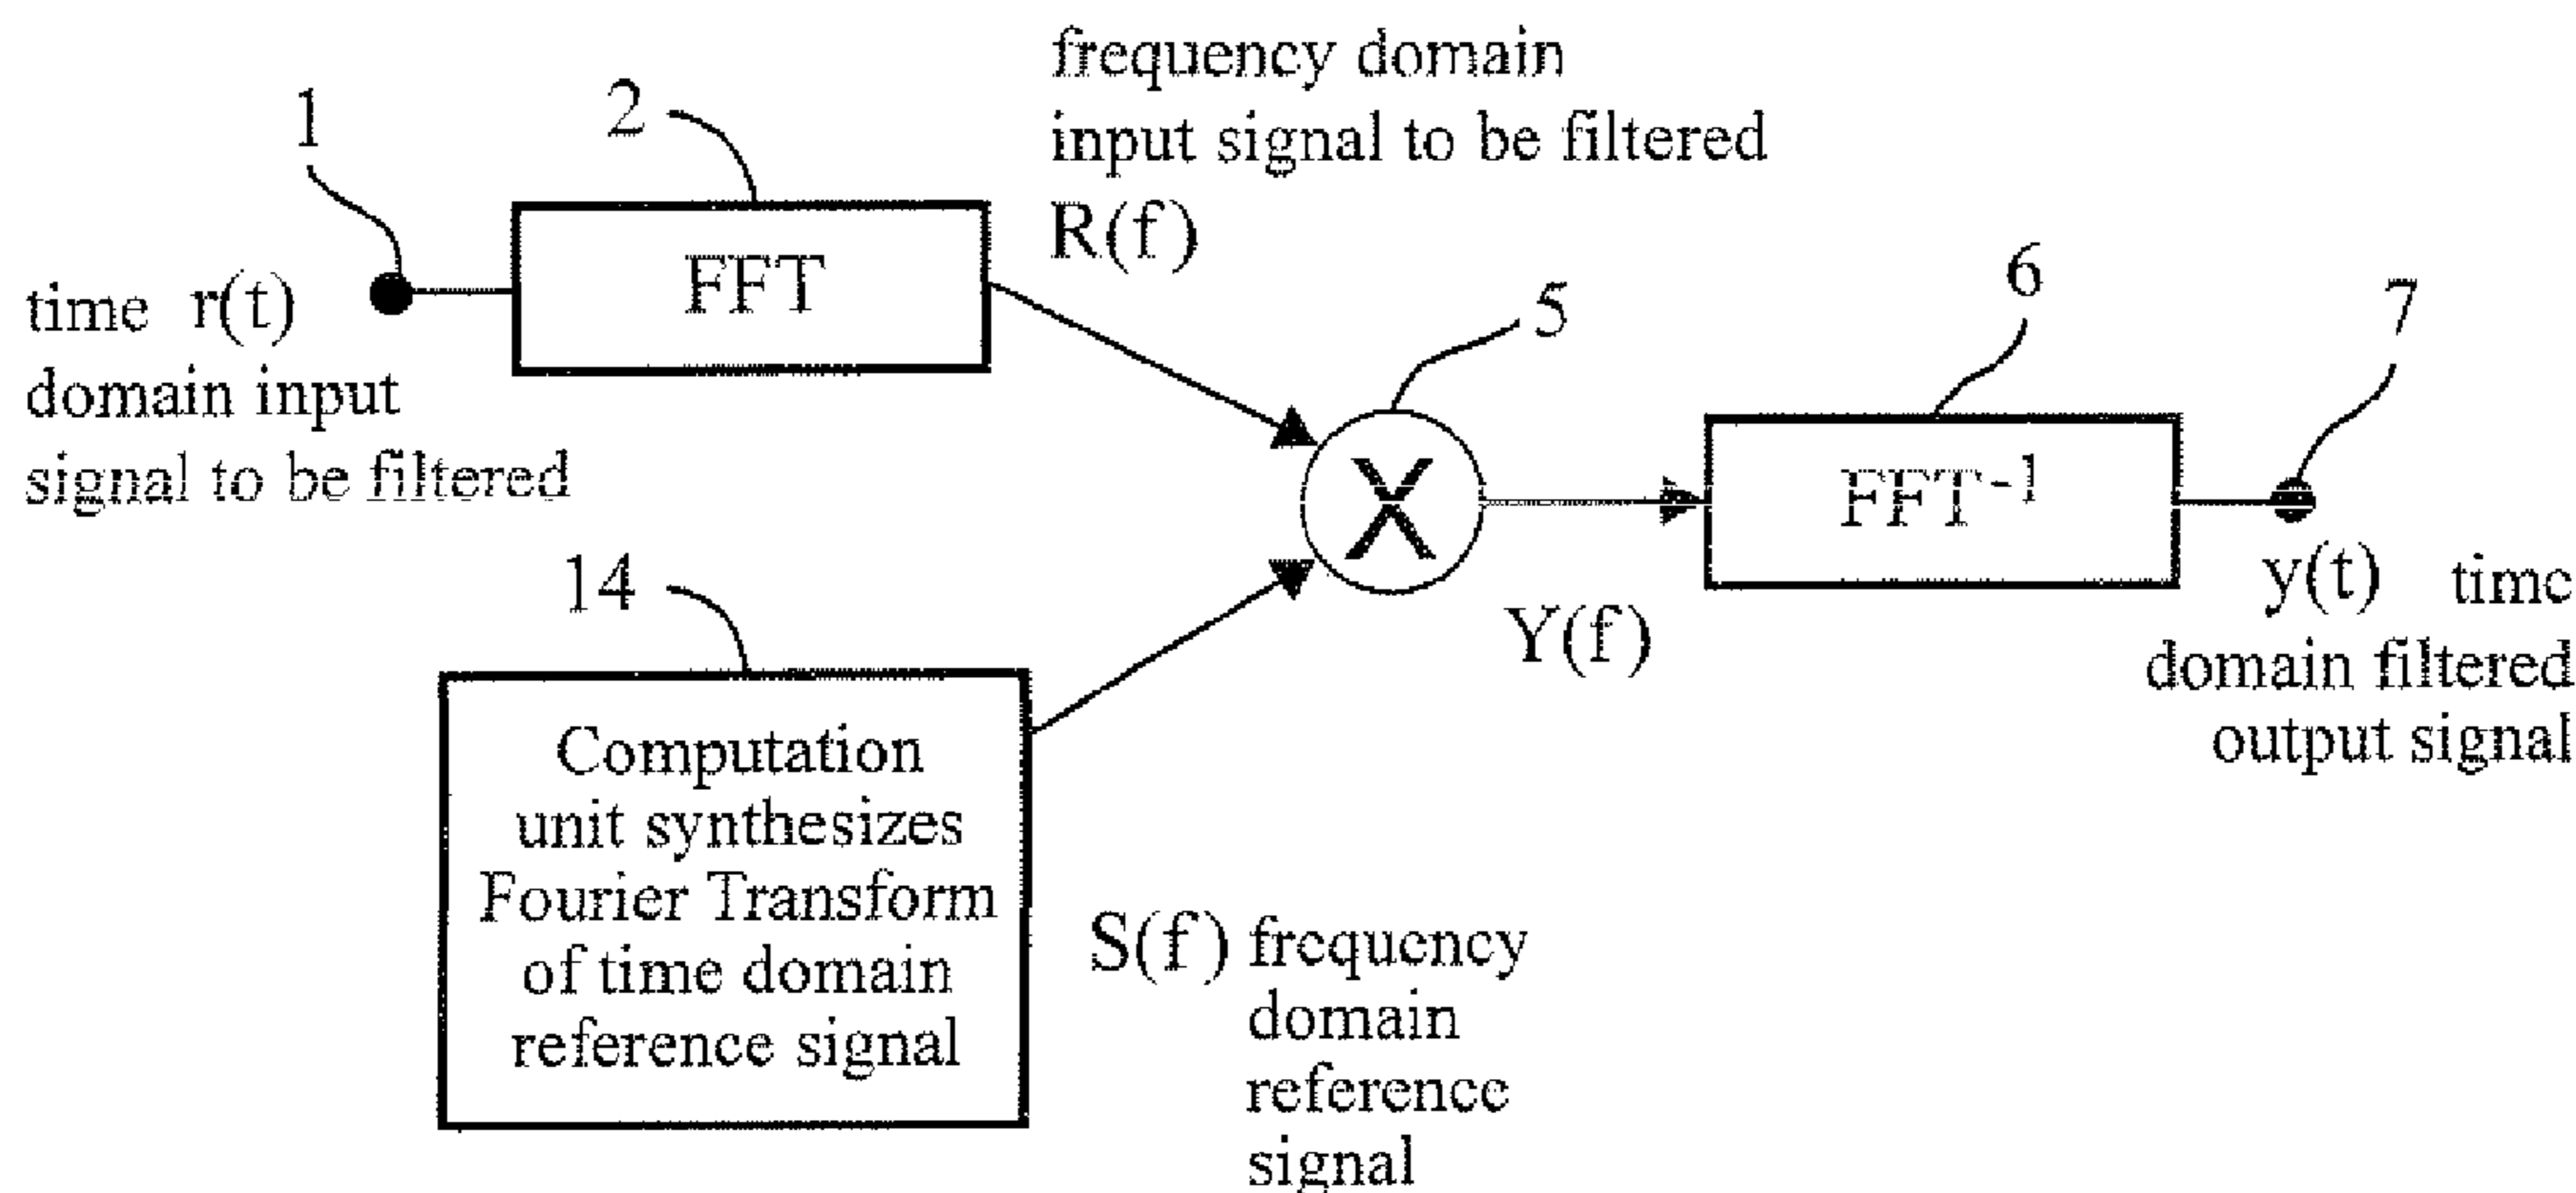 1
2
frequency domain
input signal to be filtered
R(f)
FFT
time r(t)
domain input
signal to be filtered
5
6
7
X
FFT-1
Y(f)
y(t) time
domain filtered
output signal
14
Computation
unit synthesizes
Fourier Transform
of time domain
reference signal
S(f) frequency
domain
reference
signal